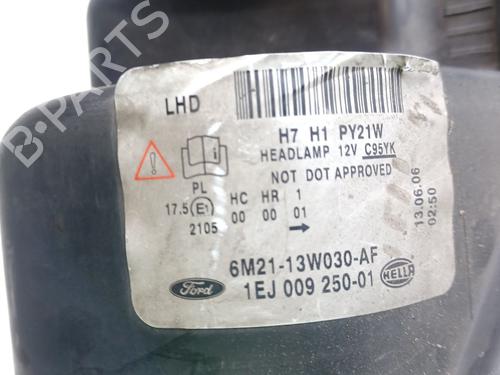 LHD
H7 H1 PY21W
HEADLAMP 12V C95YK
NOT DOT APPROVED
PL HC HR 1
17.5 E1 00 00 01
2105
13.06.06
02:50
6M21-13W030-AF
Ford 1EJ 009 250-01 HELLA